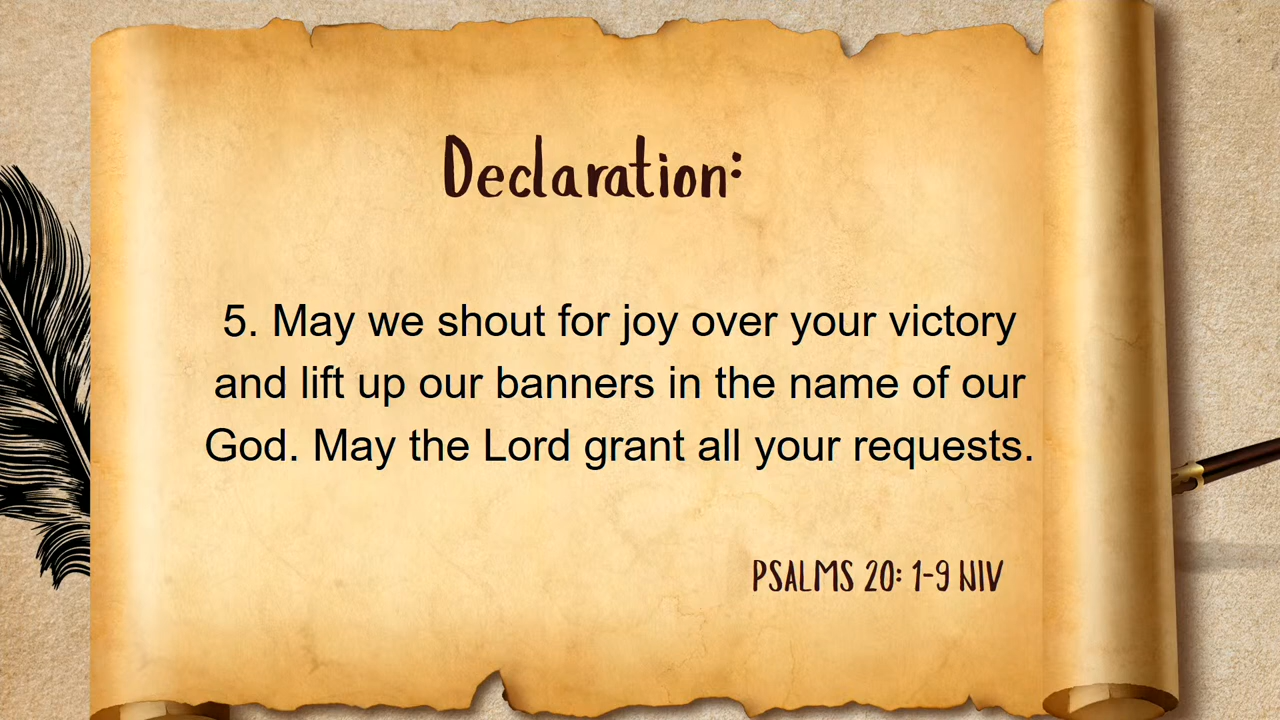 Declaration:
5. May we shout for joy over your victory
and lift up our banners in the name of our
God. May the Lord grant all your requests.
PSALMS 20: 1-9 NIV